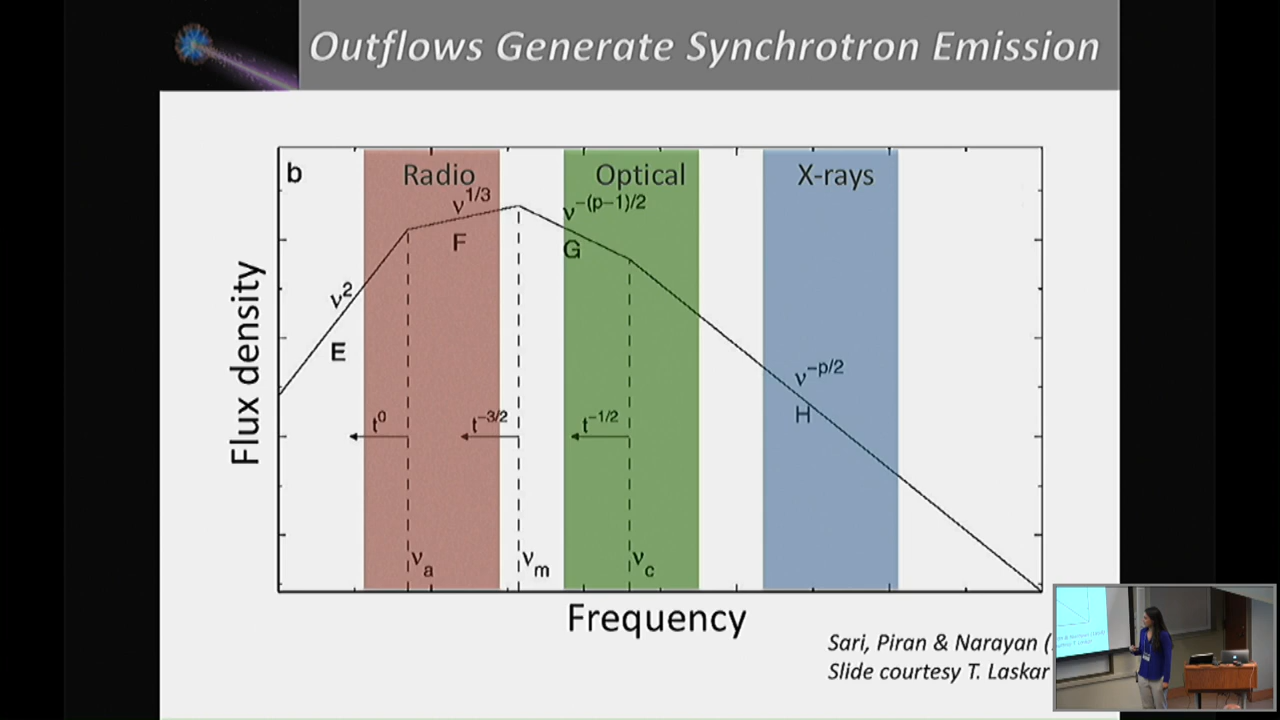 Outflows Generate Synchrotron Emission
b
Radio
Optical
X-rays
ν^1/3
F
ν^−(p−1)/2
G
ν^2
E
ν^−p/2
H
t^0
t^−3/2
t^−1/2
ν_a
ν_m
ν_c
Flux density
Frequency
Sari, Piran & Narayan (
Slide courtesy T. Laskar